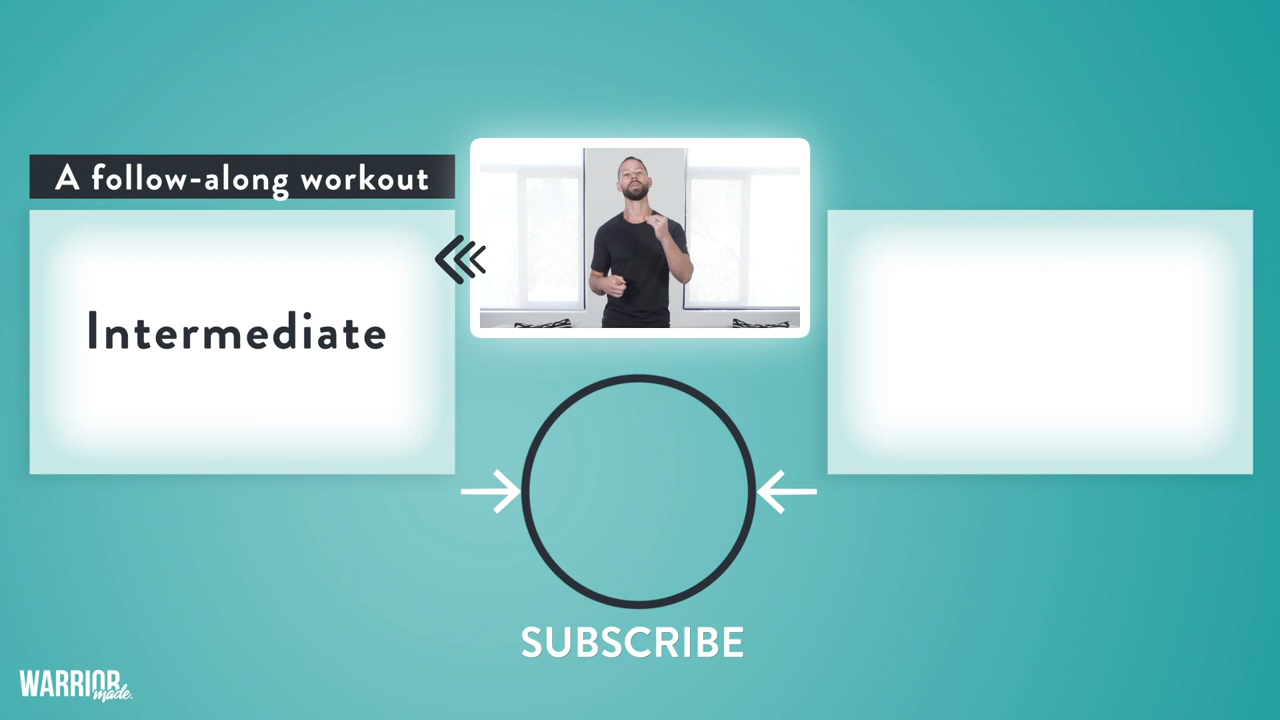 A follow-along workout
Intermediate
SUBSCRIBE
WARRIOR
made.